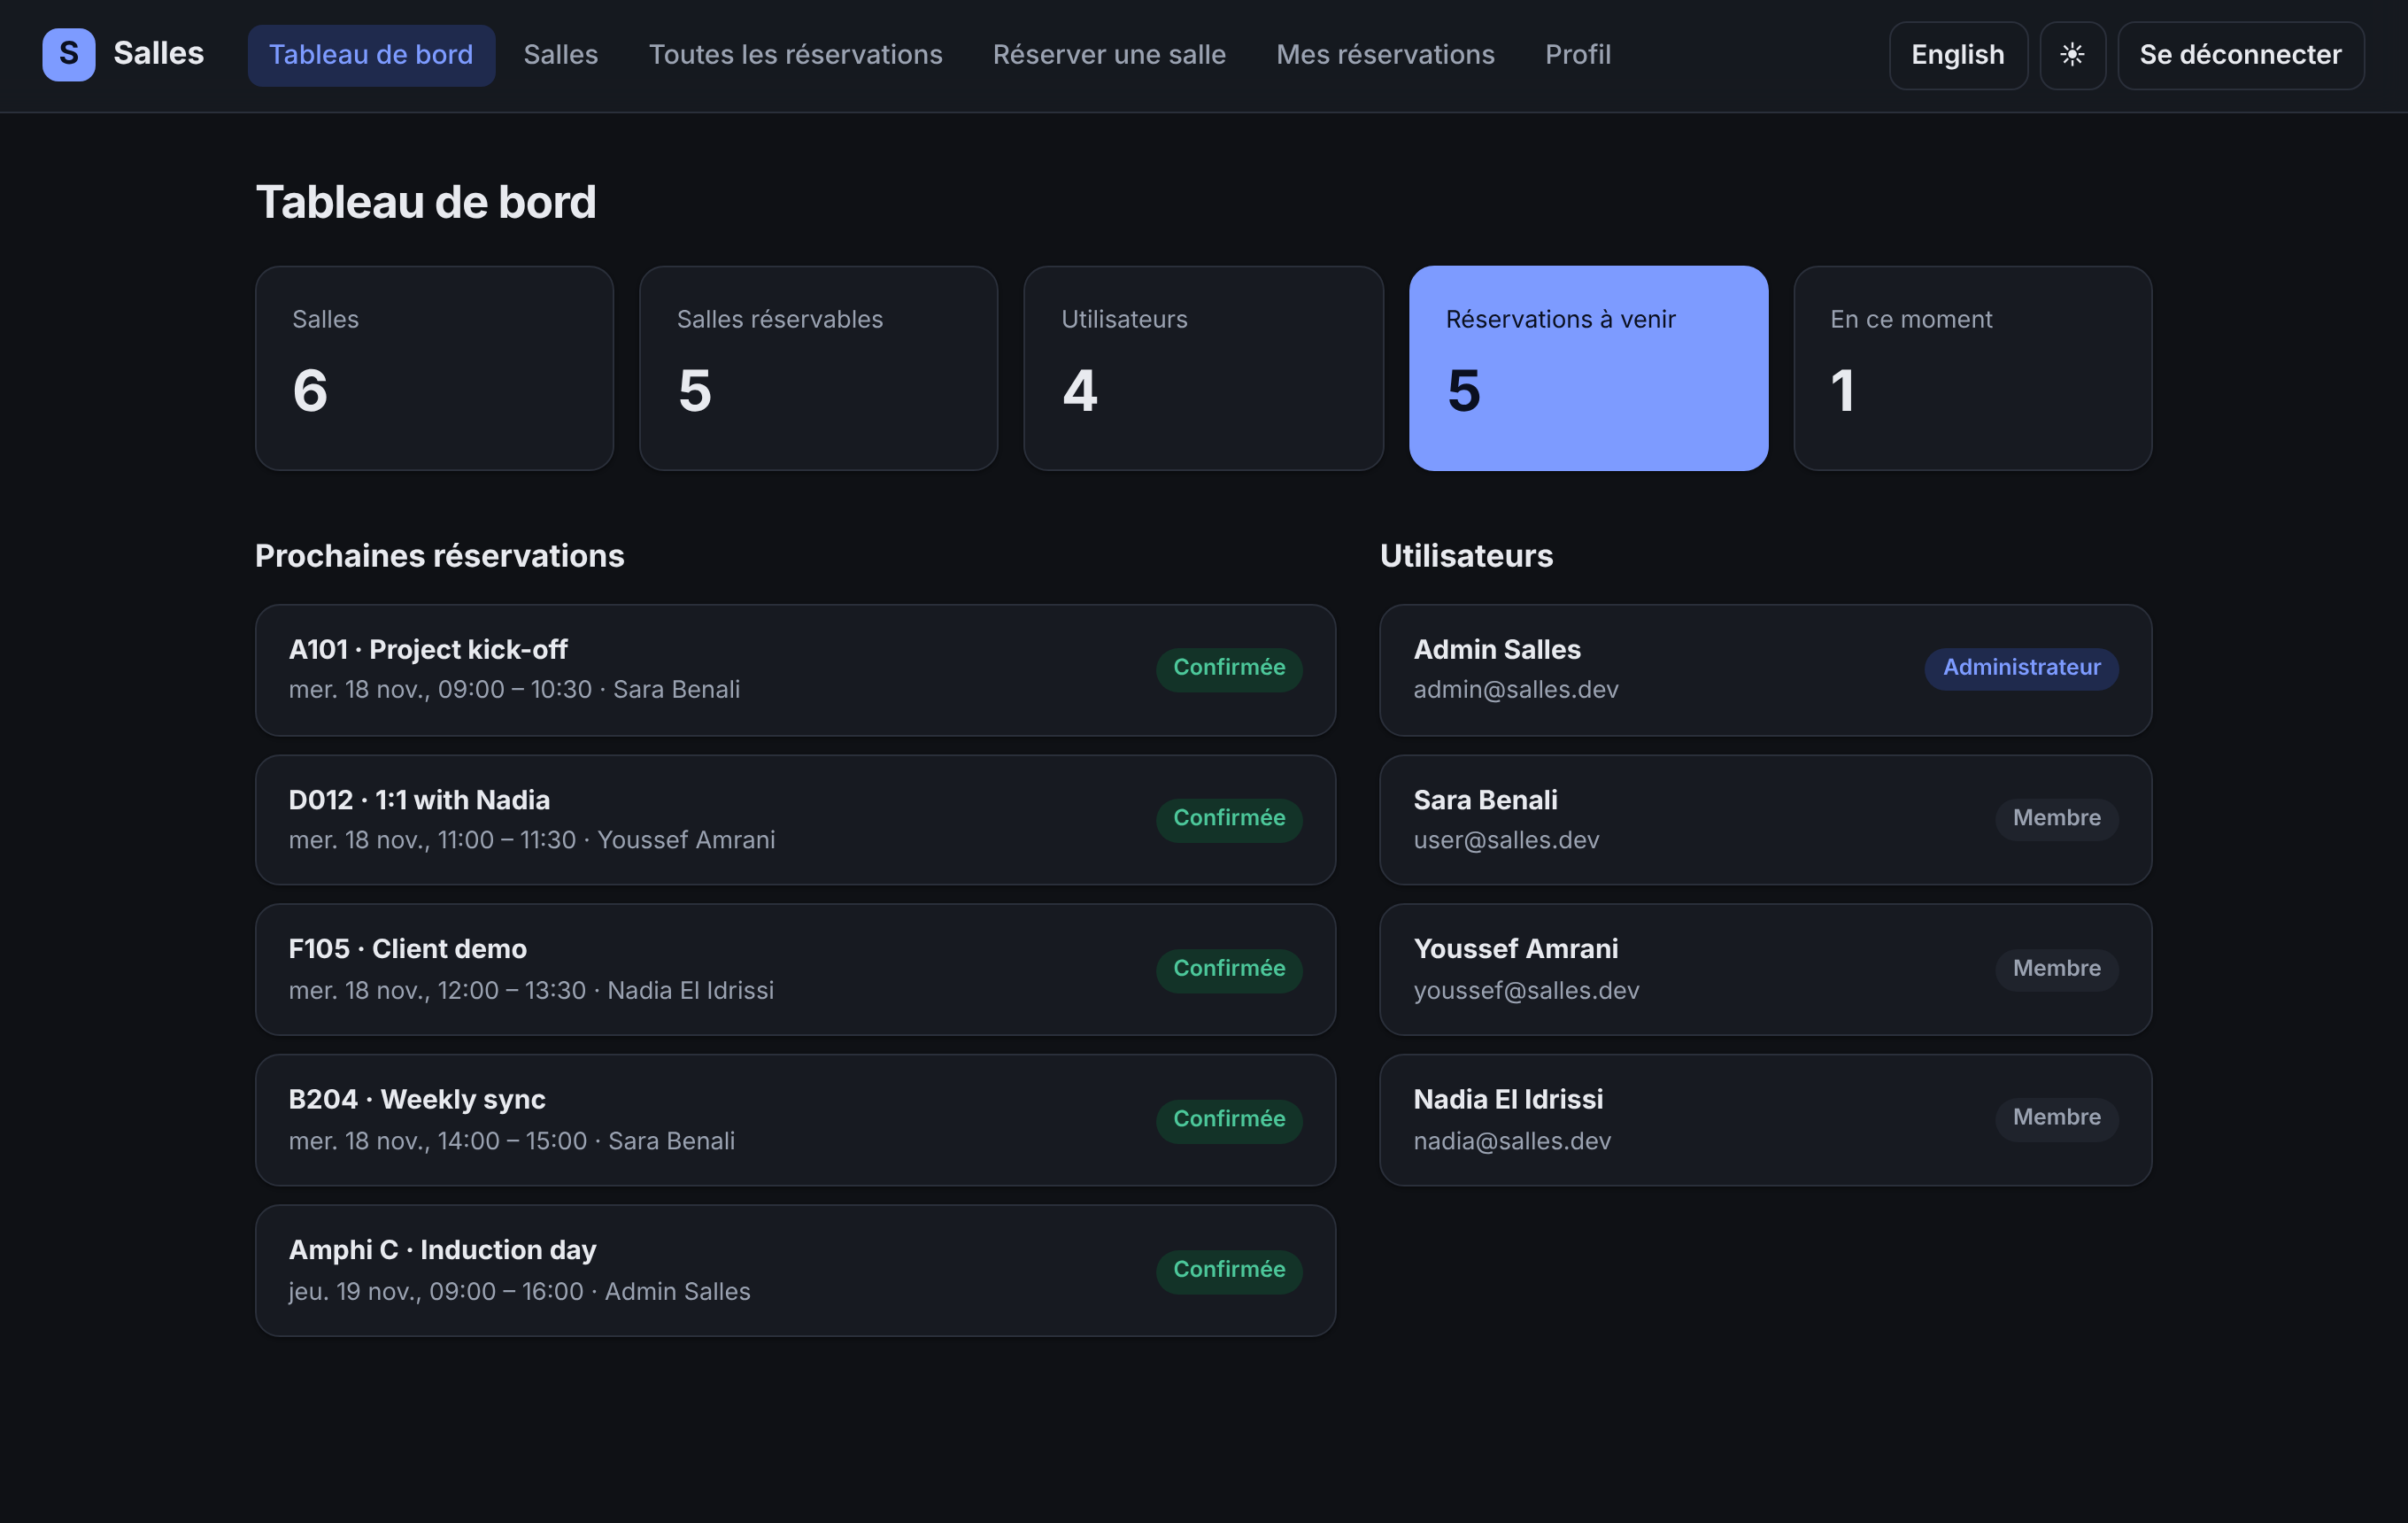 S Salles Tableau de bord Salles Toutes les réservations Réserver une salle Mes réservations Profil English Se déconnecter
Tableau de bord
Salles
6
Salles réservables
5
Utilisateurs
4
Réservations à venir
5
En ce moment
1
Prochaines réservations
A101 · Project kick-off
mer. 18 nov., 09:00 – 10:30 · Sara Benali
Confirmée
D012 · 1:1 with Nadia
mer. 18 nov., 11:00 – 11:30 · Youssef Amrani
Confirmée
F105 · Client demo
mer. 18 nov., 12:00 – 13:30 · Nadia El Idrissi
Confirmée
B204 · Weekly sync
mer. 18 nov., 14:00 – 15:00 · Sara Benali
Confirmée
Amphi C · Induction day
jeu. 19 nov., 09:00 – 16:00 · Admin Salles
Confirmée
Utilisateurs
Admin Salles
admin@salles.dev
Administrateur
Sara Benali
user@salles.dev
Membre
Youssef Amrani
youssef@salles.dev
Membre
Nadia El Idrissi
nadia@salles.dev
Membre